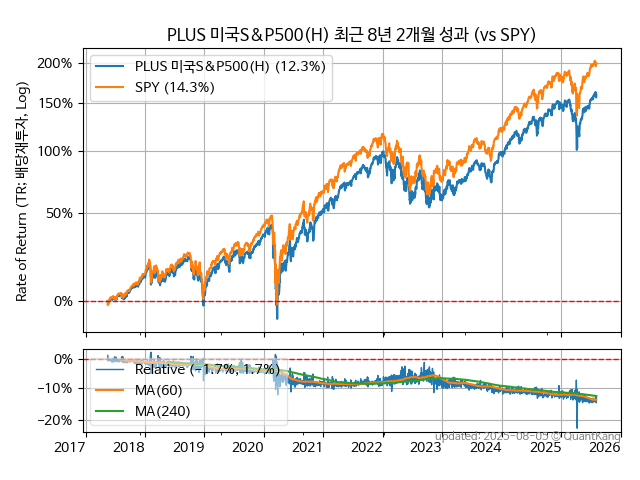 PLUS 미국S&P500(H) 최근 8년 2개월 성과 (vs SPY)
Rate of Return (TR: 배당재투자, Log)
200%
150%
100%
50%
0%
PLUS 미국S&P500(H) (12.3%)
SPY (14.3%)
0%
−10%
−20%
Relative (−1.7%, 1.7%)
MA(60)
MA(240)
2017 2018 2019 2020 2021 2022 2023 2024 2025 2026
updated: 2025-08-05 © QuantKang